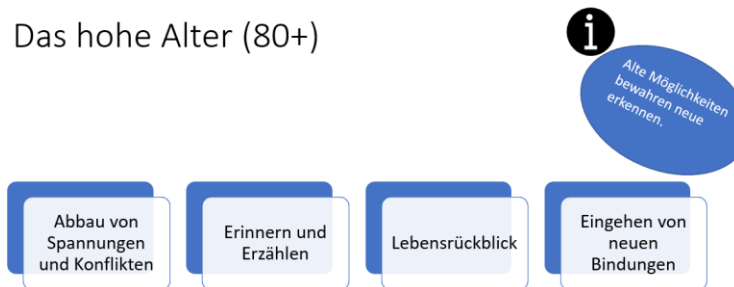 Das hohe Alter (80+)
i
Alte Möglichkeiten
bewahren neue
erkennen.
Abbau von
Spannungen
und Konflikten
Erinnern und
Erzählen
Lebensrückblick
Eingehen von
neuen
Bindungen